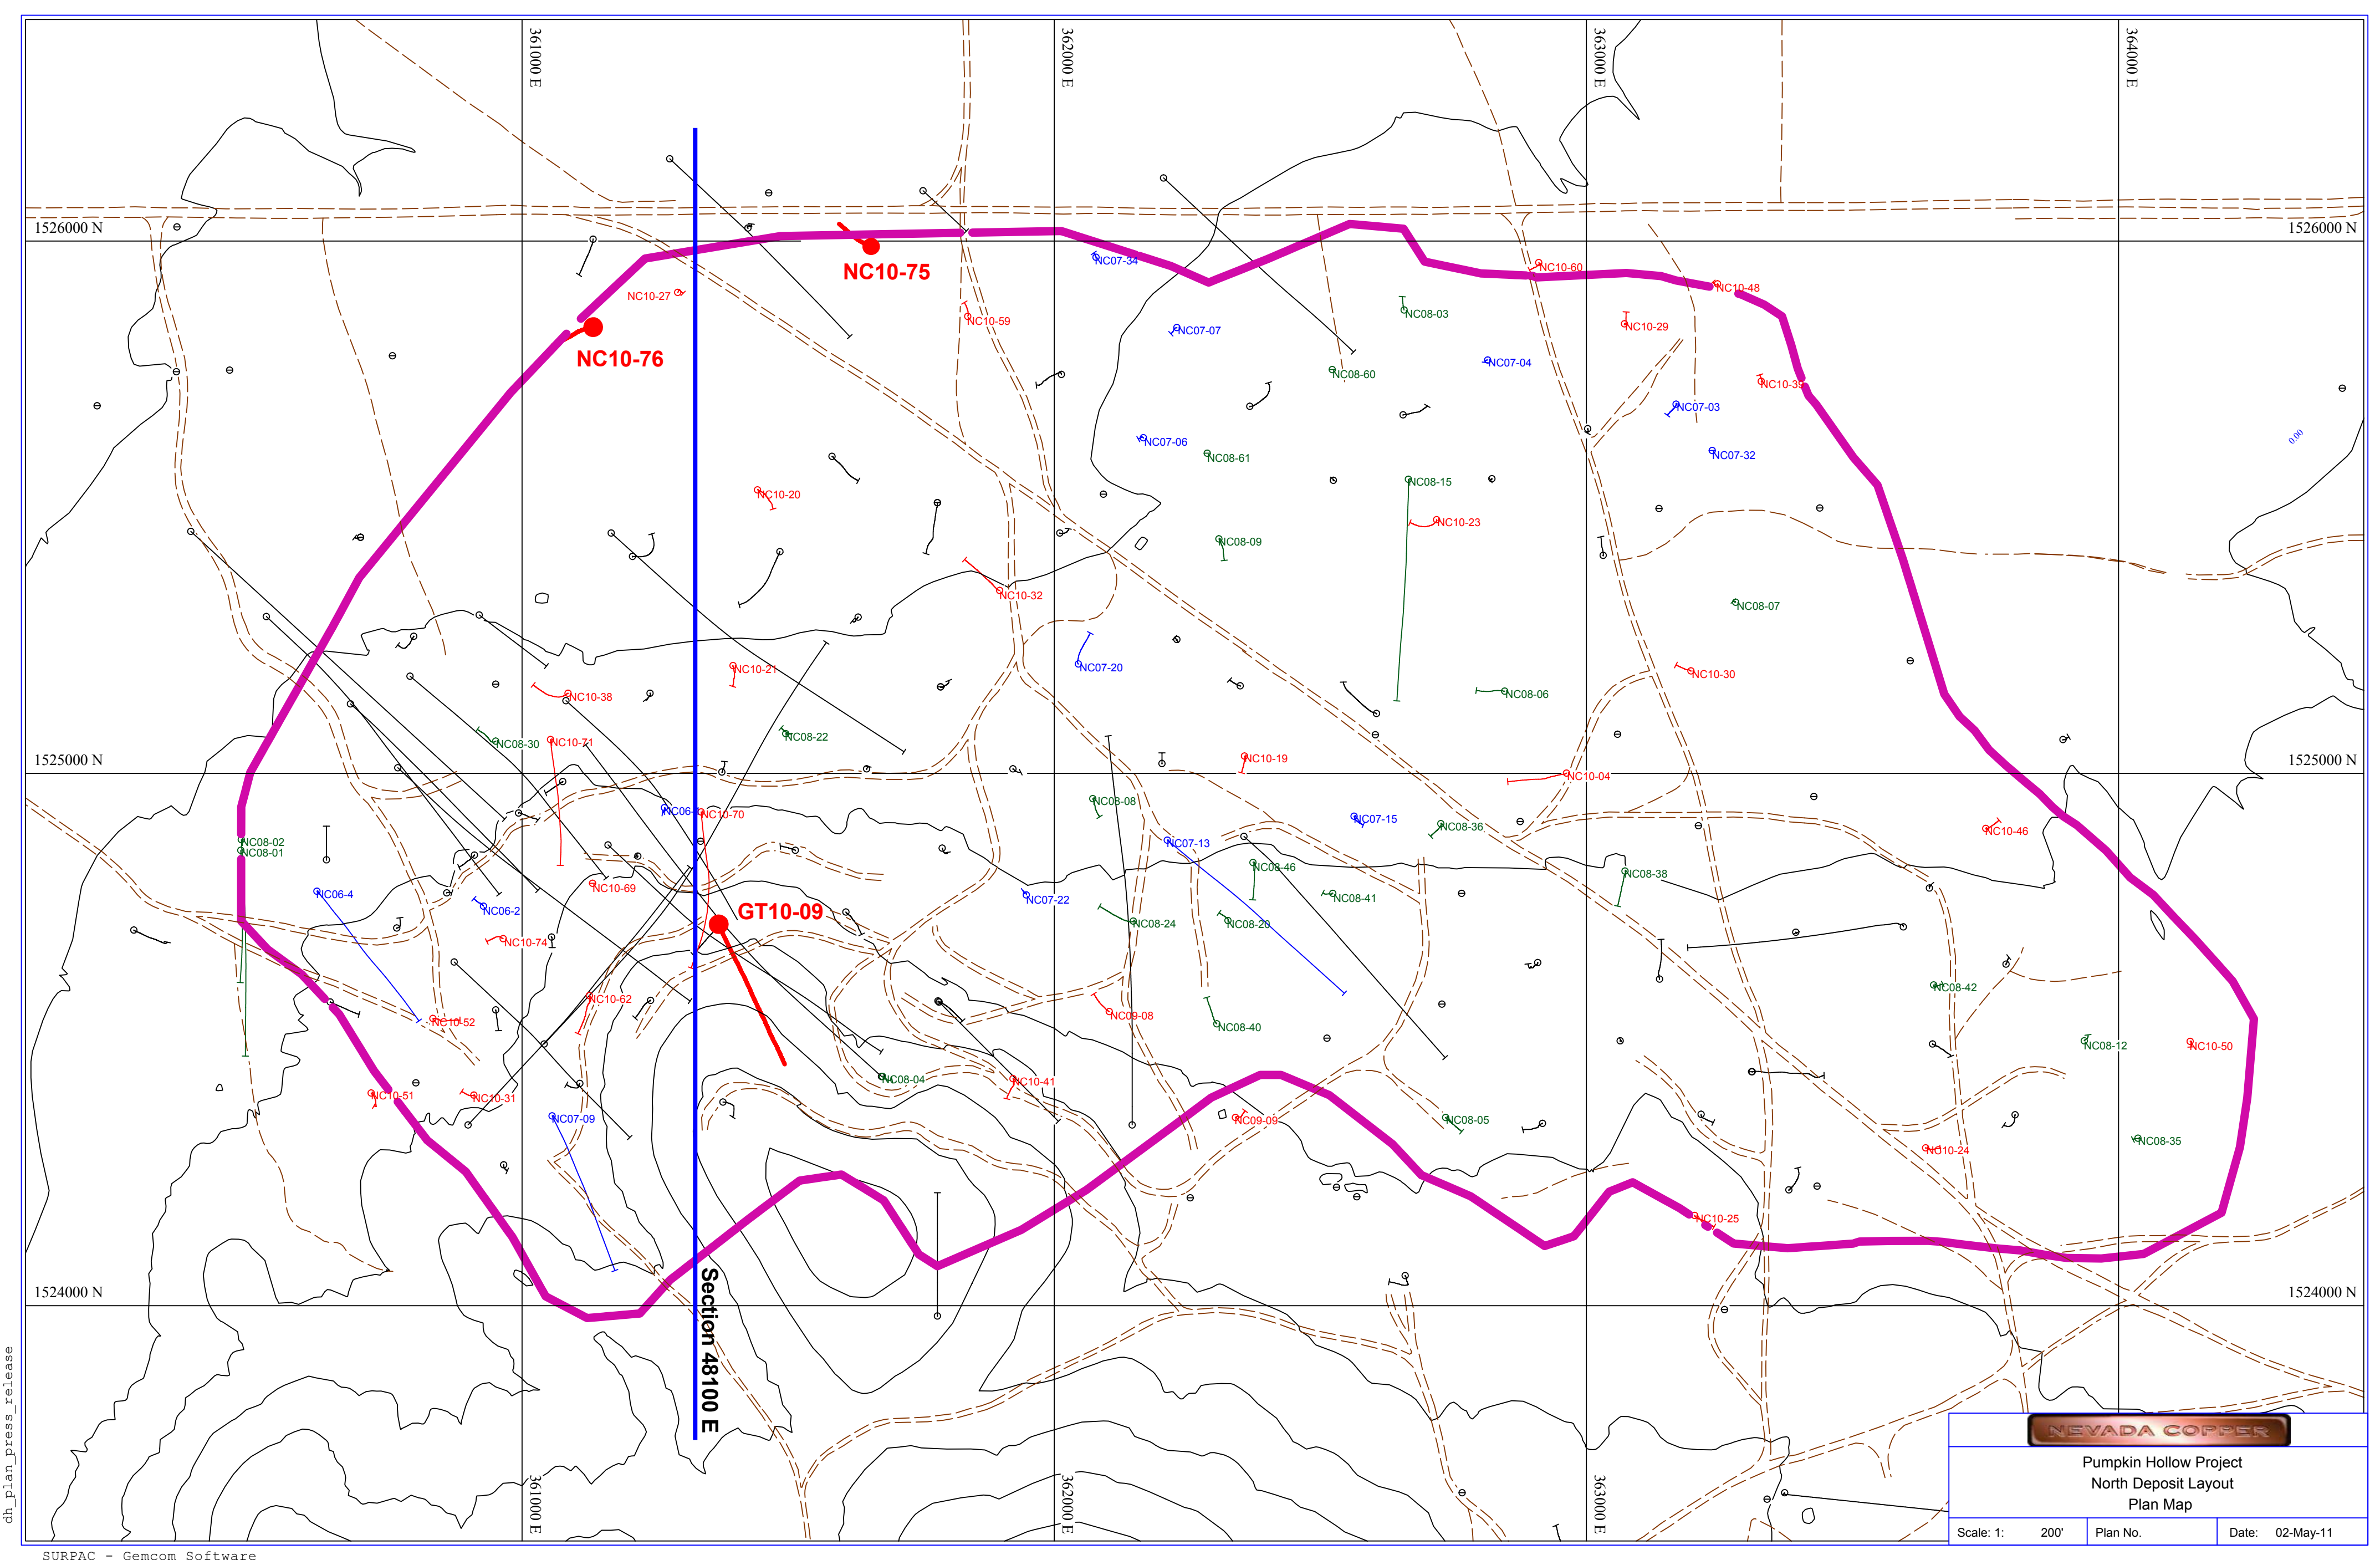 361000 E
362000 E
363000 E
364000 E
1526000 N
1526000 N
NC10-75
NC07-34
NC10-60
NC10-48
NC10-27
NC10-59
NC08-03
NC10-29
NC07-07
NC10-76
NC07-04
NC08-60
NC10-39
NC07-03
0.00
NC07-06
NC08-61
NC07-32
NC10-20
NC08-15
NC10-23
NC08-09
NC10-32
NC08-07
NC07-20
NC10-21
NC10-30
NC10-38
NC08-06
NC08-30
NC10-71
NC08-22
1525000 N
NC10-19
1525000 N
NC10-04
NC08-08
NC10-70
NC07-15
NC08-36
NC10-46
NC08-02
NC08-01
NC07-13
NC08-46
NC08-38
NC10-69
NC06-4
NC08-41
NC07-22
NC06-2
GT10-09
NC08-24
NC08-20
NC10-74
NC08-42
NC10-62
NC09-08
NC10-52
NC08-40
NC08-12
NC10-50
NC08-04
NC10-41
NC10-51
NC10-31
NC07-09
NC09-09
NC08-05
NC08-35
NC10-24
NC10-25
1524000 N
1524000 N
Section 48100 E
361000 E
362000 E
363000 E
NEVADA COPPER
Pumpkin Hollow Project
North Deposit Layout
Plan Map
Scale: 1: 200' Plan No. Date: 02-May-11
dh_plan_press_release
SURPAC - Gemcom Software